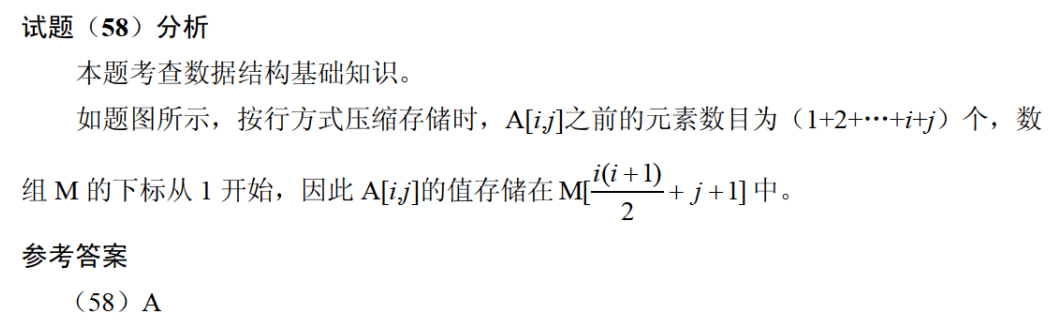 试题（58）分析
本题考查数据结构基础知识。
如题图所示，按行方式压缩存储时，A[i,j]之前的元素数目为（1+2+…+i+j）个，数
组 M 的下标从 1 开始，因此 A[i,j]的值存储在 M[\frac{i(i+1)}{2}+j+1] 中。
参考答案
（58）A